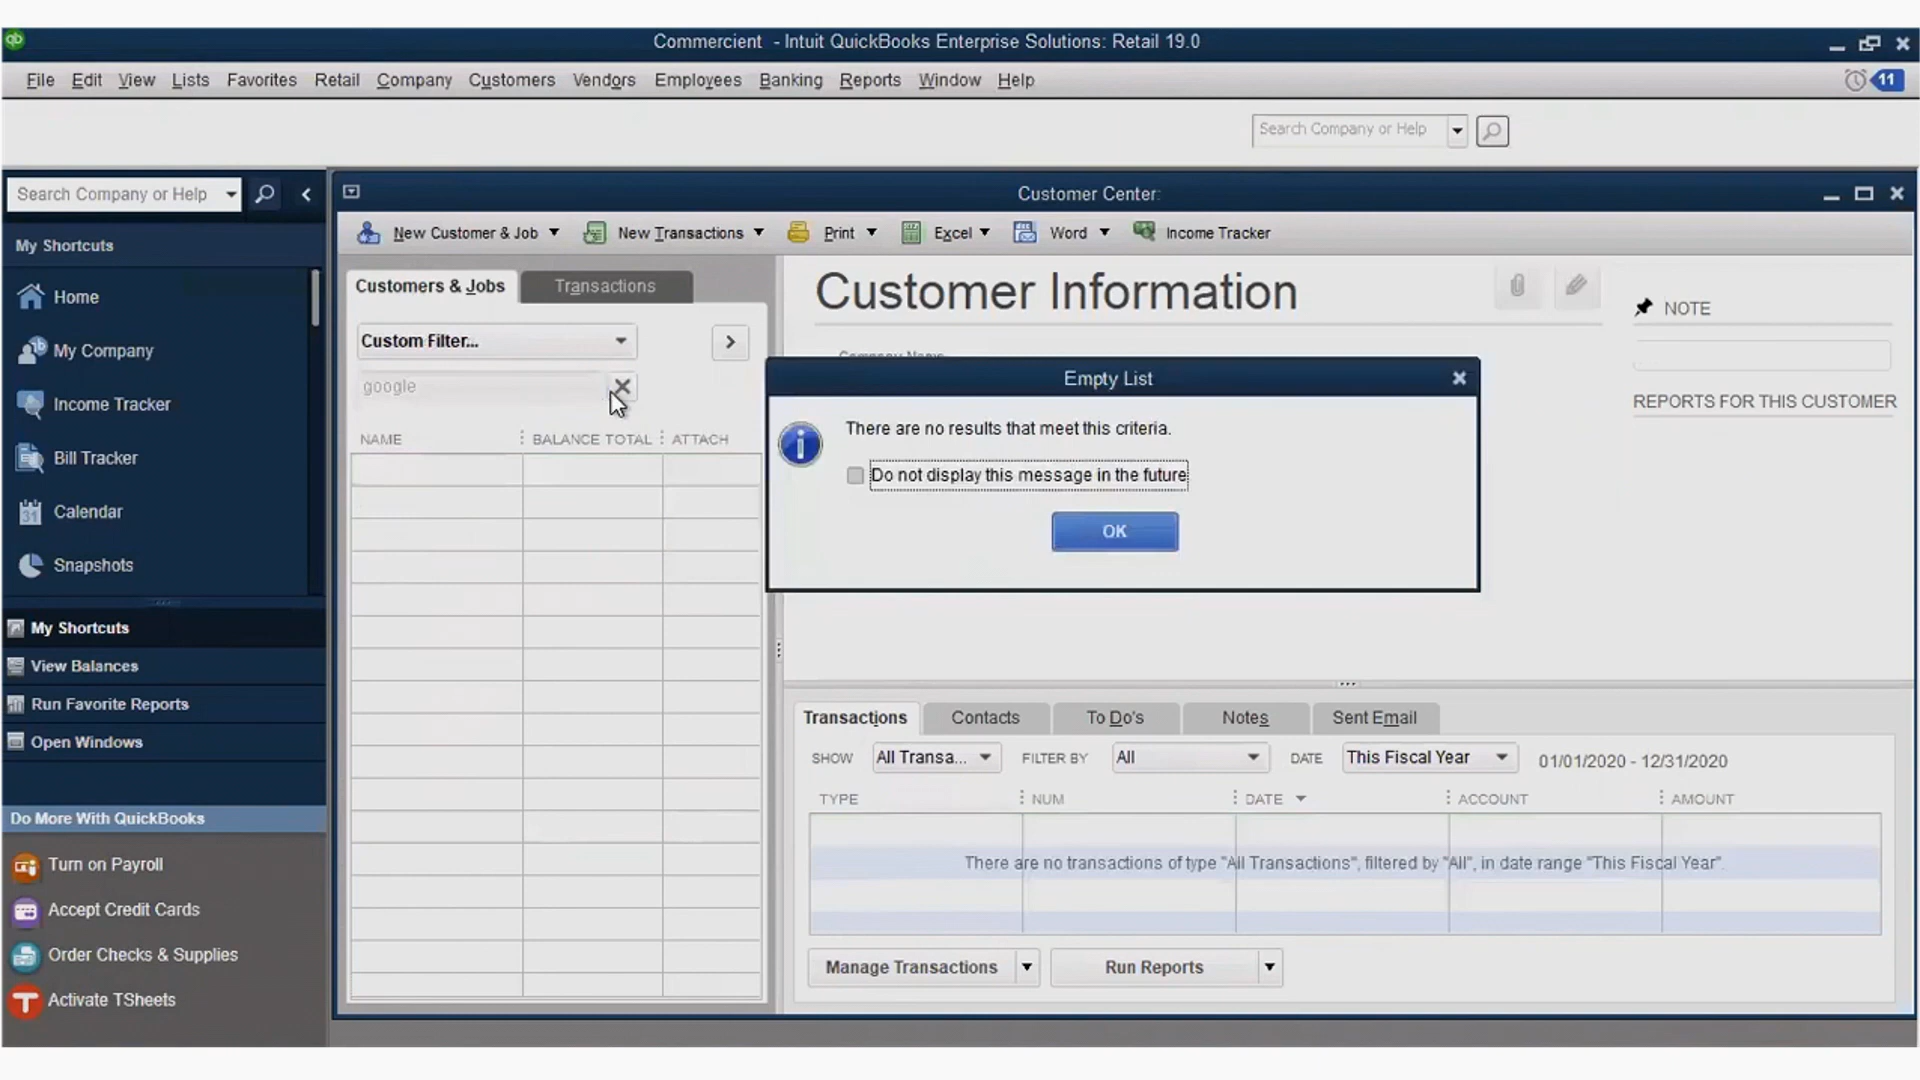 qb
Commercient - Intuit QuickBooks Enterprise Solutions: Retail 19.0
File Edit View Lists Favorites Retail Company Customers Vendors Employees Banking Reports Window Help
11
Search Company or Help
Search Company or Help
Customer Center:
My Shortcuts
New Customer & Job
New Transactions
Print
Excel
Word
Income Tracker
Home
My Company
Income Tracker
Bill Tracker
31 Calendar
Snapshots
My Shortcuts
View Balances
Run Favorite Reports
Open Windows
Do More With QuickBooks
Turn on Payroll
Accept Credit Cards
Order Checks & Supplies
T Activate TSheets
Customers & Jobs
Transactions
Custom Filter...
google
NAME BALANCE TOTAL ATTACH
Customer Information
Company Name
NOTE
REPORTS FOR THIS CUSTOMER
Empty List
There are no results that meet this criteria.
Do not display this message in the future
OK
Transactions Contacts To Do's Notes Sent Email
SHOW All Transa... FILTER BY All DATE This Fiscal Year 01/01/2020 - 12/31/2020
TYPE NUM DATE ACCOUNT AMOUNT
There are no transactions of type "All Transactions", filtered by "All", in date range "This Fiscal Year".
Manage Transactions
Run Reports